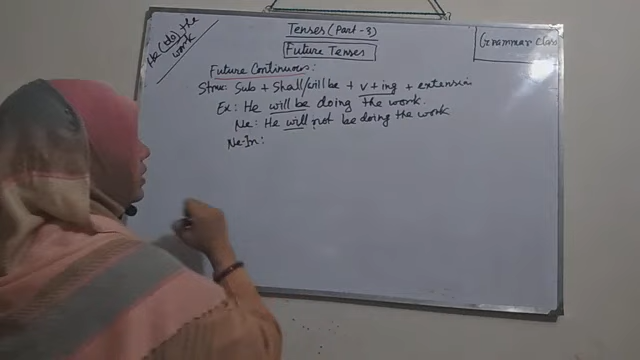 Tenses (Part-3)
Grammar Class
He (do) the
work
Future Tenses
Future Continuous:
Struc: Sub + Shall/will be + v+ing + extension
Ex: He will be doing the work.
Ne: He will not be doing the work
Ne-In: